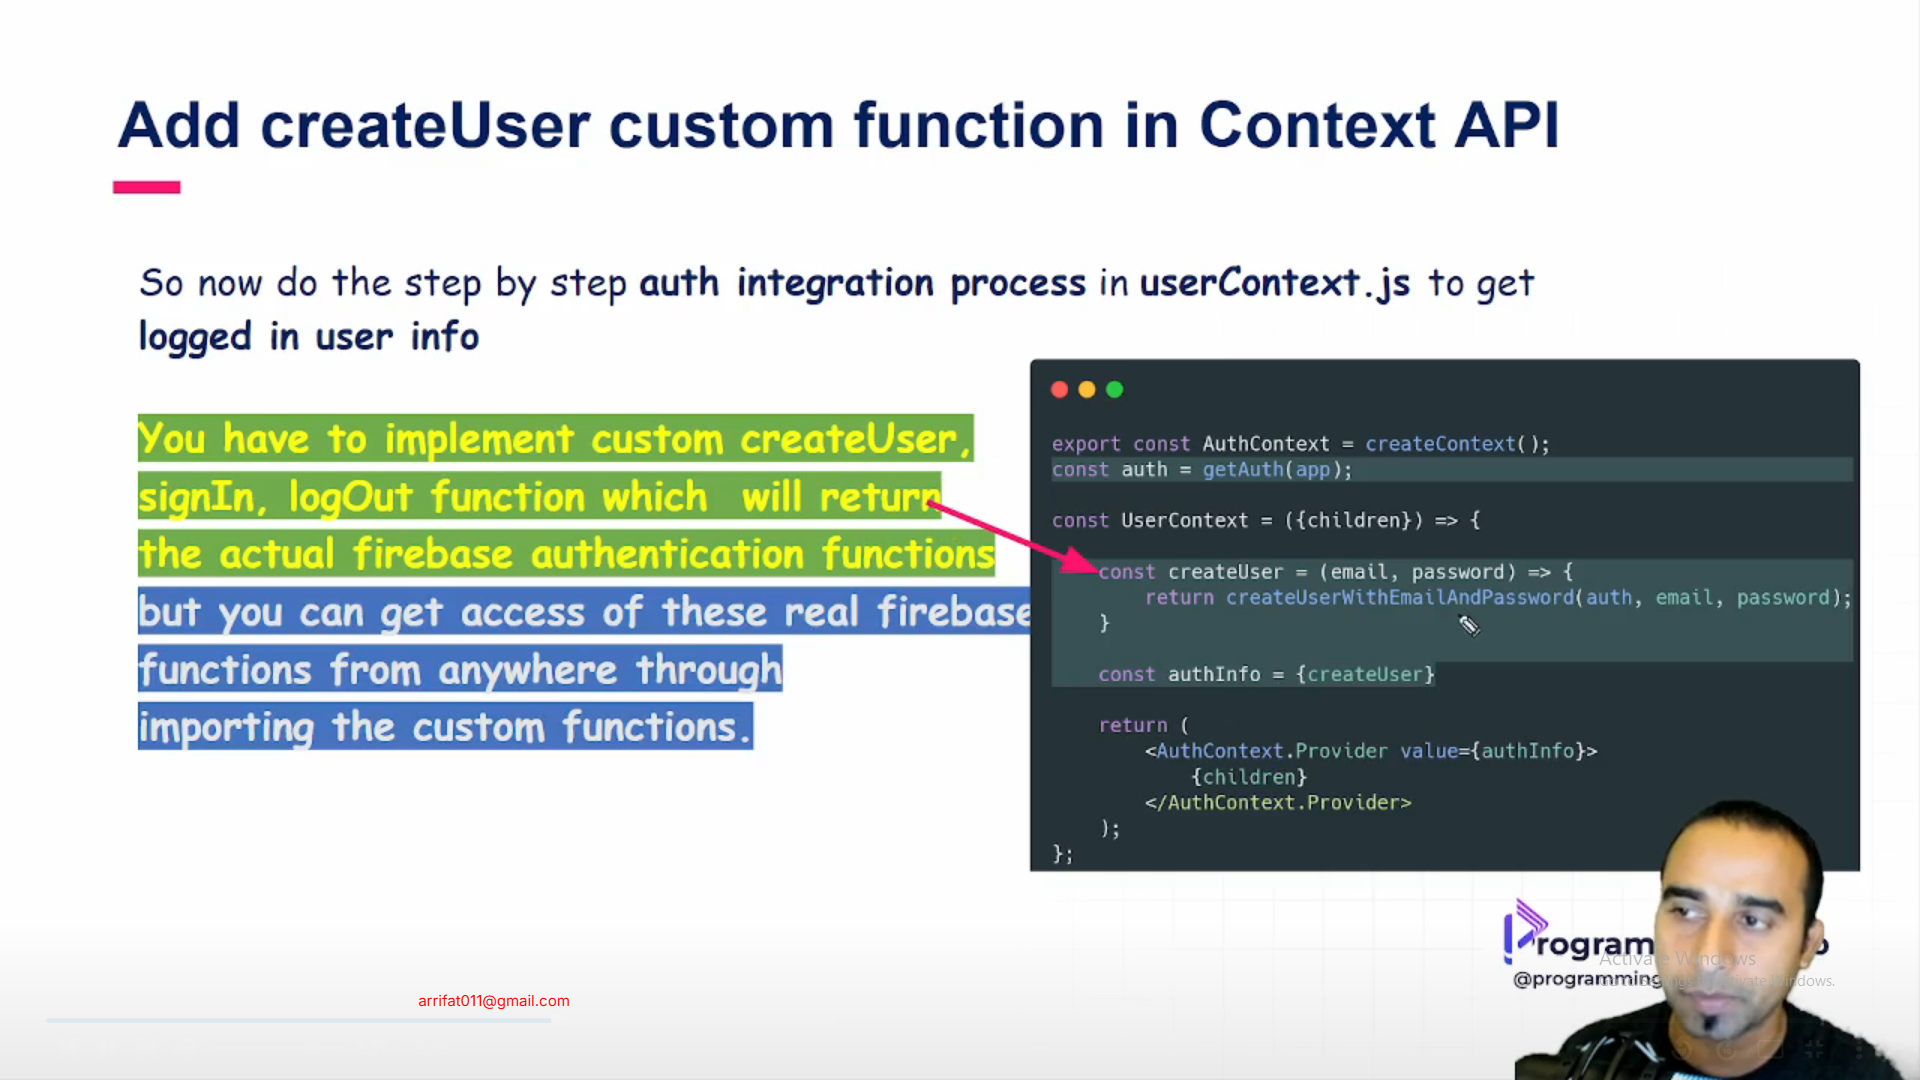 Add createUser custom function in Context API
So now do the step by step auth integration process in userContext.js to get
logged in user info
You have to implement custom createUser,
signIn, logOut function which will return
the actual firebase authentication functions
but you can get access of these real firebase
functions from anywhere through
importing the custom functions.
export const AuthContext = createContext();
const auth = getAuth(app);
const UserContext = ({children}) => {
const createUser = (email, password) => {
return createUserWithEmailAndPassword(auth, email, password);
}
const authInfo = {createUser}
return (
<AuthContext.Provider value={authInfo}>
{children}
</AuthContext.Provider>
);
};
Program
@programming
Activate Windows
arrifat011@gmail.com